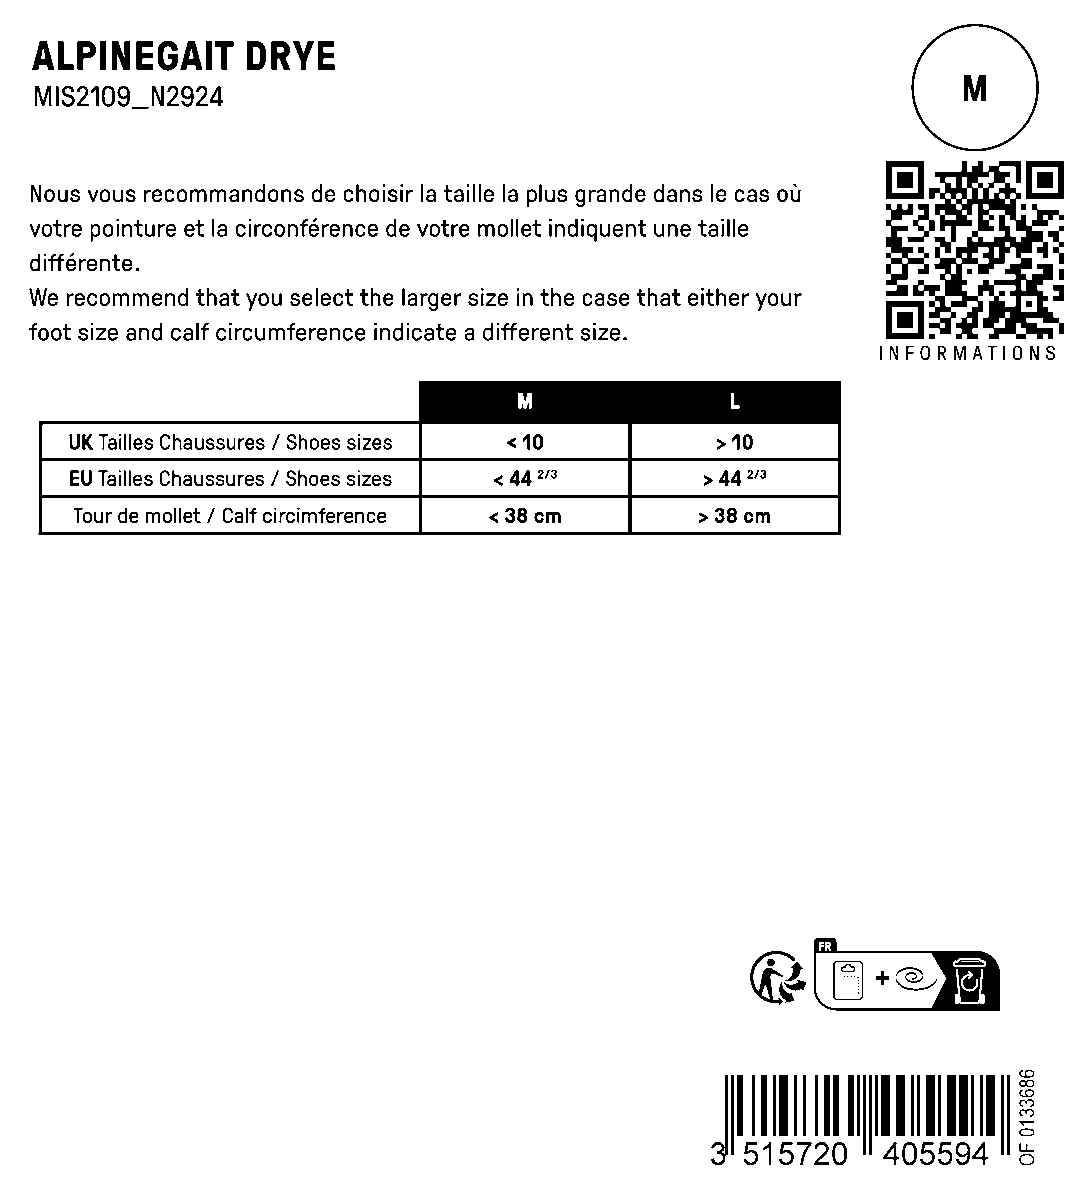 ALPINEGAIT DRYE
MIS2109_N2924
M
Nous vous recommandons de choisir la taille la plus grande dans le cas où
votre pointure et la circonférence de votre mollet indiquent une taille
différente.
We recommend that you select the larger size in the case that either your
foot size and calf circumference indicate a different size.
INFORMATIONS
M L
UK Tailles Chaussures / Shoes sizes < 10 > 10
EU Tailles Chaussures / Shoes sizes < 44 2/3 > 44 2/3
Tour de mollet / Calf circimference < 38 cm > 38 cm
FR
+
3 515720 405594
OF 0133686